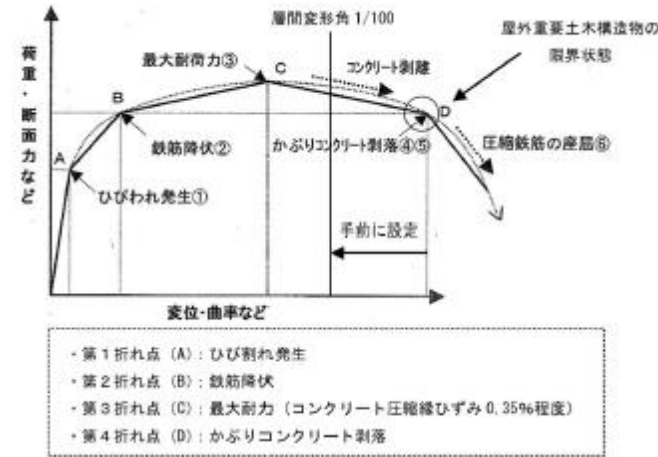 層間変形角 1/100
屋外重要土木構造物の
限界状態
荷重・断面力など
最大耐荷力③
C
コンクリート剥離
B
D
鉄筋降伏②
かぶりコンクリート剥落④⑤
圧縮鉄筋の座屈⑥
A
ひびわれ発生①
手前に設定
変位・曲率など
・第1折れ点 (A) : ひび割れ発生
・第2折れ点 (B) : 鉄筋降伏
・第3折れ点 (C) : 最大耐力 (コンクリート圧縮縁ひずみ 0.35%程度)
・第4折れ点 (D) : かぶりコンクリート剥落